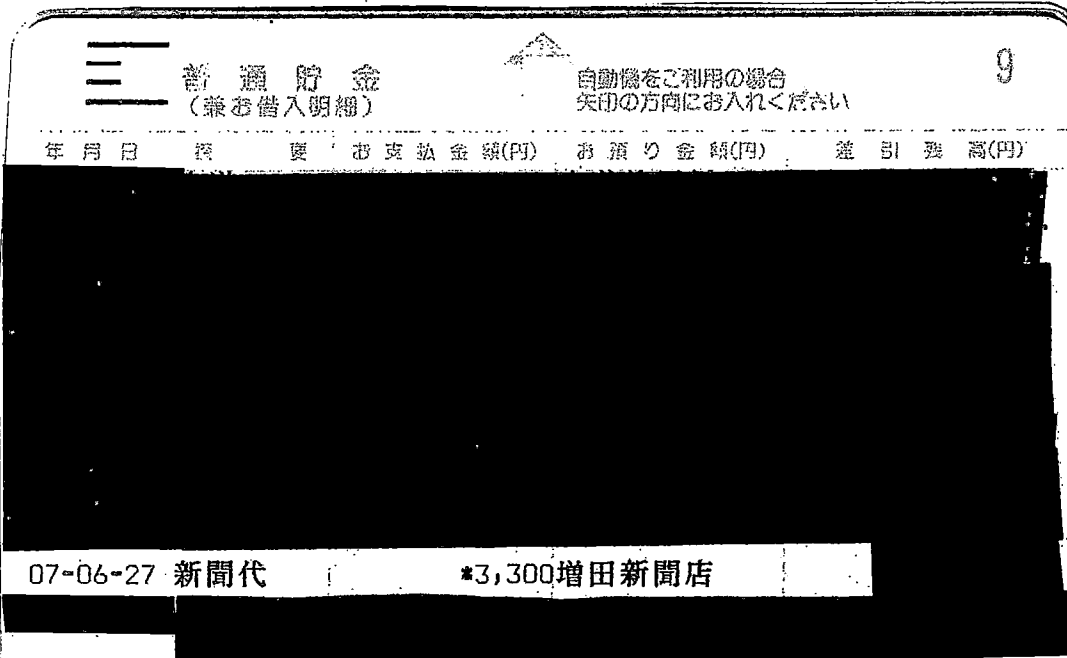 普通貯金
(兼お借入明細)
自動機をご利用の場合
矢印の方向にお入れください
9
年月日 摘要 お支払金額(円) お預り金額(円) 差引残高(円)
07-06-27 新聞代 *3,300増田新聞店